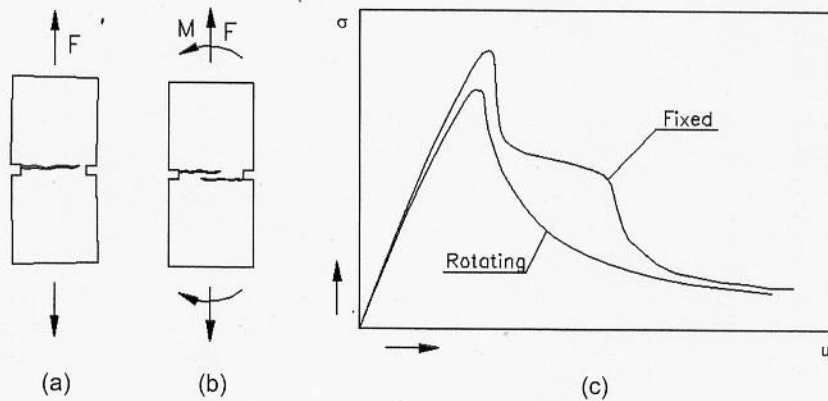 F
M F
σ
Fixed
Rotating
u
(a)
(b)
(c)